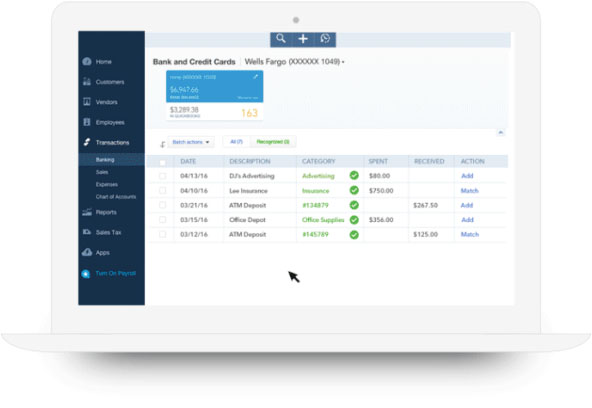 Bank and Credit Cards | Wells Fargo (XXXXXX 1049)
Home
Customers
Vendors
Employees
Transactions
Banking
Sales
Expenses
Chart of Accounts
Reports
Sales Tax
Apps
Turn On Payroll
$6,947.66
BANK BALANCE
$3,289.38
IN QUICKBOOKS
163
Batch actions
All (7)
Recognized (5)
DATE DESCRIPTION CATEGORY SPENT RECEIVED ACTION
04/13/16 DJ's Advertising Advertising $80.00 Add
04/10/16 Lee Insurance Insurance $750.00 Match
03/21/16 ATM Deposit #134879 $267.50 Add
03/15/16 Office Depot Office Supplies $356.00 Add
03/12/16 ATM Deposit #145789 $125.00 Match